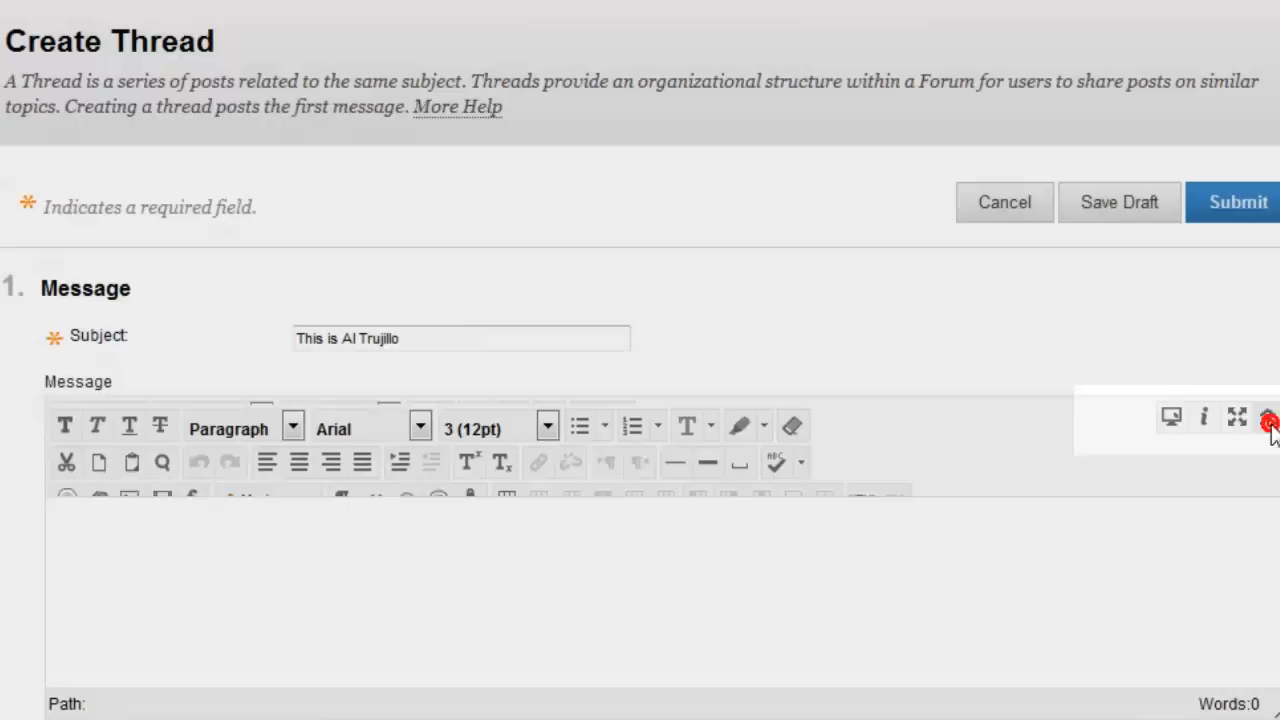 Create Thread
A Thread is a series of posts related to the same subject. Threads provide an organizational structure within a Forum for users to share posts on similar
topics. Creating a thread posts the first message. More Help
* Indicates a required field.
Cancel Save Draft Submit
1. Message
* Subject: This is Al Trujillo
Message
T T T T Paragraph Arial 3 (12pt) T
T Tx ABC
Path: Words:0